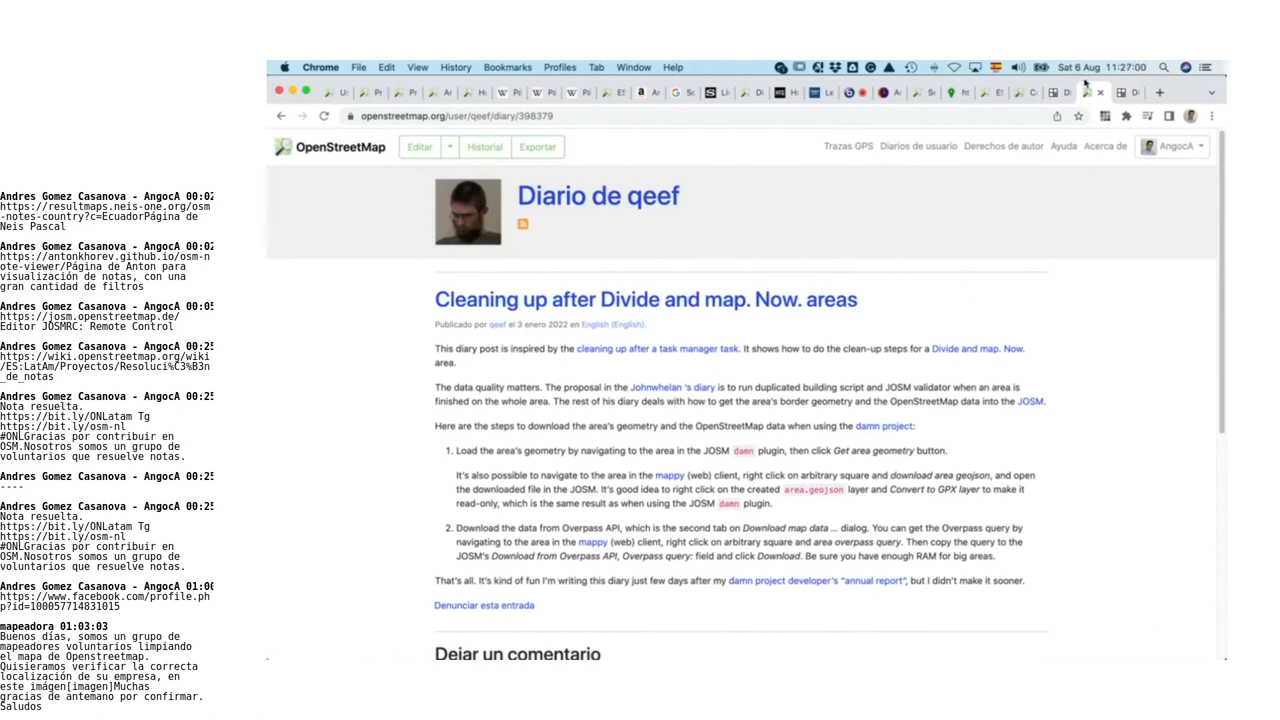 Andres Gomez Casanova - AngocA 00:02
https://resultmaps.neis-one.org/osm
-notes-country?c=EcuadorPágina de
Neis Pascal
Andres Gomez Casanova - AngocA 00:02
https://antonkhorev.github.io/osm-n
ote-viewer/Página de Anton para
visualización de notas, con una
gran cantidad de filtros
Andres Gomez Casanova - AngocA 00:05
https://josm.openstreetmap.de/
Editor JOSMRC: Remote Control
Andres Gomez Casanova - AngocA 00:25
https://wiki.openstreetmap.org/wiki
/ES:LatAm/Proyectos/Resoluci%C3%B3n
_de_notas
Andres Gomez Casanova - AngocA 00:25
Nota resuelta.
https://bit.ly/ONLatam Tg
https://bit.ly/osm-nl
#ONLGracias por contribuir en
OSM.Nosotros somos un grupo de
voluntarios que resuelve notas.
Andres Gomez Casanova - AngocA 00:25
----
Andres Gomez Casanova - AngocA 00:25
Nota resuelta.
https://bit.ly/ONLatam Tg
https://bit.ly/osm-nl
#ONLGracias por contribuir en
OSM.Nosotros somos un grupo de
voluntarios que resuelve notas.
Andres Gomez Casanova - AngocA 01:00
https://www.facebook.com/profile.ph
p?id=100057714831015
mapeadora 01:03:03
Buenos días, somos un grupo de
mapeadores voluntarios limpiando
el mapa de Openstreetmap.
Quisieramos verificar la correcta
localización de su empresa, en
este imágen[imagen]Muchas
gracias de antemano por confirmar.
Saludos
Chrome File Edit View History Bookmarks Profiles Tab Window Help Sat 6 Aug 11:27:00
openstreetmap.org/user/qeef/diary/398379
OpenStreetMap Editar Historial Exportar Trazas GPS Diarios de usuario Derechos de autor Ayuda Acerca de AngocA
Diario de qeef
Cleaning up after Divide and map. Now. areas
Publicado por qeef el 3 enero 2022 en English (English).
This diary post is inspired by the cleaning up after a task manager task. It shows how to do the clean-up steps for a Divide and map. Now.
area.
The data quality matters. The proposal in the Johnwhelan 's diary is to run duplicated building script and JOSM validator when an area is
finished on the whole area. The rest of his diary deals with how to get the area's border geometry and the OpenStreetMap data into the JOSM.
Here are the steps to download the area's geometry and the OpenStreetMap data when using the damn project:
1. Load the area's geometry by navigating to the area in the JOSM damn plugin, then click Get area geometry button.
It's also possible to navigate to the area in the mappy (web) client, right click on arbitrary square and download area geojson, and open
the downloaded file in the JOSM. It's good idea to right click on the created area.geojson layer and Convert to GPX layer to make it
read-only, which is the same result as when using the JOSM damn plugin.
2. Download the data from Overpass API, which is the second tab on Download map data ... dialog. You can get the Overpass query by
navigating to the area in the mappy (web) client, right click on arbitrary square and area overpass query. Then copy the query to the
JOSM's Download from Overpass API, Overpass query: field and click Download. Be sure you have enough RAM for big areas.
That's all. It's kind of fun I'm writing this diary just few days after my damn project developer's "annual report", but I didn't make it sooner.
Denunciar esta entrada
Dejar un comentario